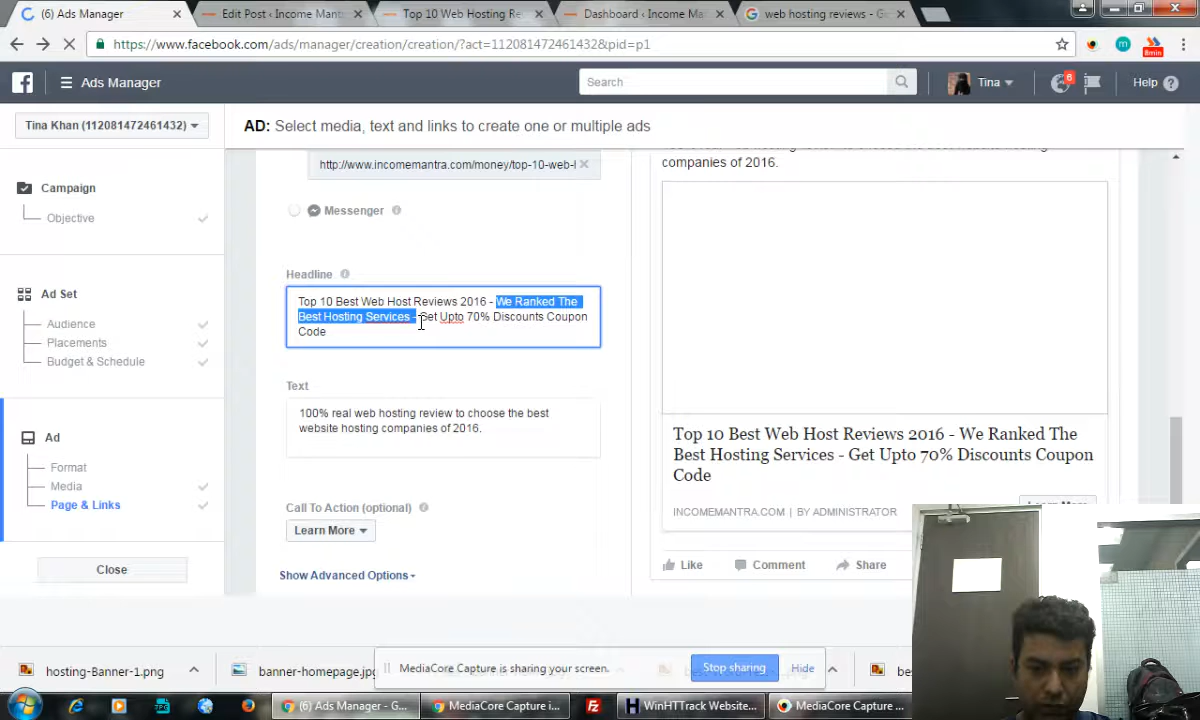 (6) Ads Manager
Edit Post ‹ Income Mant
Top 10 Web Hosting Re
Dashboard ‹ Income Ma
web hosting reviews - G
https://www.facebook.com/ads/manager/creation/creation/?act=1120814724614332&pid=p1
8min
Ads Manager
Search
Tina
6
Help
Tina Khan (112081472461432)
AD: Select media, text and links to create one or multiple ads
Campaign
Objective
Ad Set
Audience
Placements
Budget & Schedule
Ad
Format
Media
Page & Links
Close
http://www.incomemantra.com/money/top-10-web-l
Messenger
Headline
Top 10 Best Web Host Reviews 2016 - We Ranked The
Best Hosting Services - Get Upto 70% Discounts Coupon
Code
Text
100% real web hosting review to choose the best
website hosting companies of 2016.
Call To Action (optional)
Learn More
Show Advanced Options
companies of 2016.
Top 10 Best Web Host Reviews 2016 - We Ranked The
Best Hosting Services - Get Upto 70% Discounts Coupon
Code
INCOMEMANTRA.COM | BY ADMINISTRATOR
Like
Comment
Share
hosting-Banner-1.png
banner-homepage.jpg
MediaCore Capture is sharing your screen.
Stop sharing
Hide
be
(6) Ads Manager - G...
MediaCore Capture i...
WinHTTrack Website...
MediaCore Capture ...